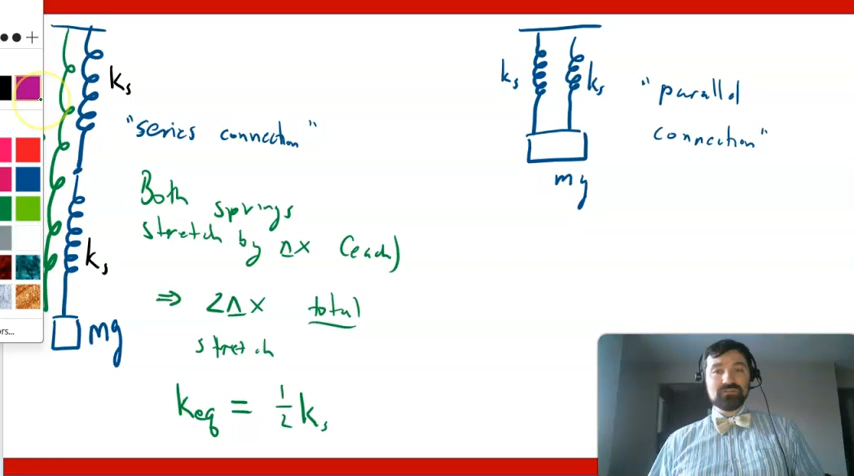 ks
"series connection"
Both springs
stretch by Δx (each)
⇒ 2Δx total
stretch
keq = 1/2 ks
ks
mg
ks
ks
"parallel
connection"
mg
ors...